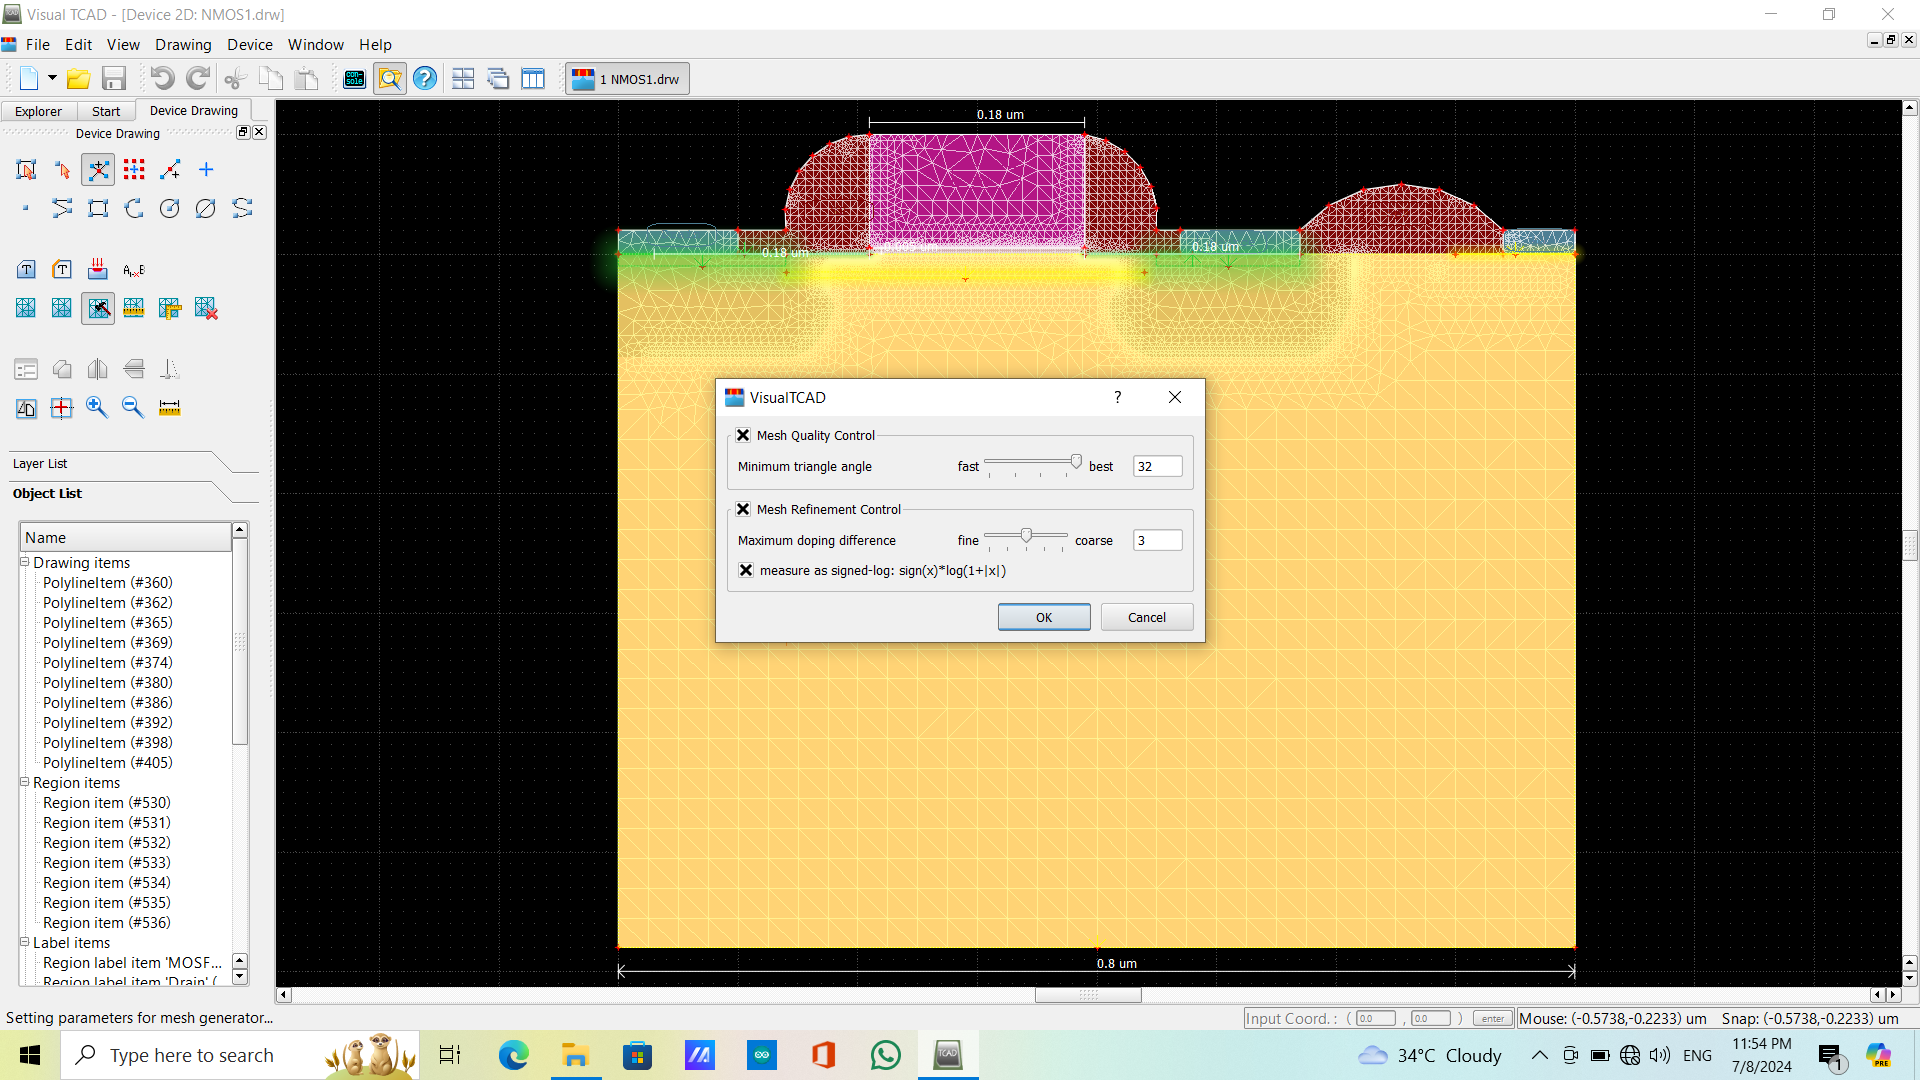 Visual TCAD - [Device 2D: NMOS1.drw]
File Edit View Drawing Device Window Help
con-sole
1 NMOS1.drw
Explorer Start Device Drawing
Device Drawing
Layer List
Object List
Name
Drawing items
PolylineItem (#360)
PolylineItem (#362)
PolylineItem (#365)
PolylineItem (#369)
PolylineItem (#374)
PolylineItem (#380)
PolylineItem (#386)
PolylineItem (#392)
PolylineItem (#398)
PolylineItem (#405)
Region items
Region item (#530)
Region item (#531)
Region item (#532)
Region item (#533)
Region item (#534)
Region item (#535)
Region item (#536)
Label items
Region label item 'MOSF...
Region label item 'Drain' (
0.18 um
0.18 um
0.18 um
VisualTCAD
?
Mesh Quality Control
Minimum triangle angle fast best 32
Mesh Refinement Control
Maximum doping difference fine coarse 3
measure as signed-log: sign(x)*log(1+|x|)
OK Cancel
0.8 um
Setting parameters for mesh generator...
Input Coord. : ( 0.0 , 0.0 ) enter
Mouse: (-0.5738,-0.2233) um Snap: (-0.5738,-0.2233) um
Type here to search
TCAD
34°C Cloudy
ENG
11:54 PM
7/8/2024
1
PRE